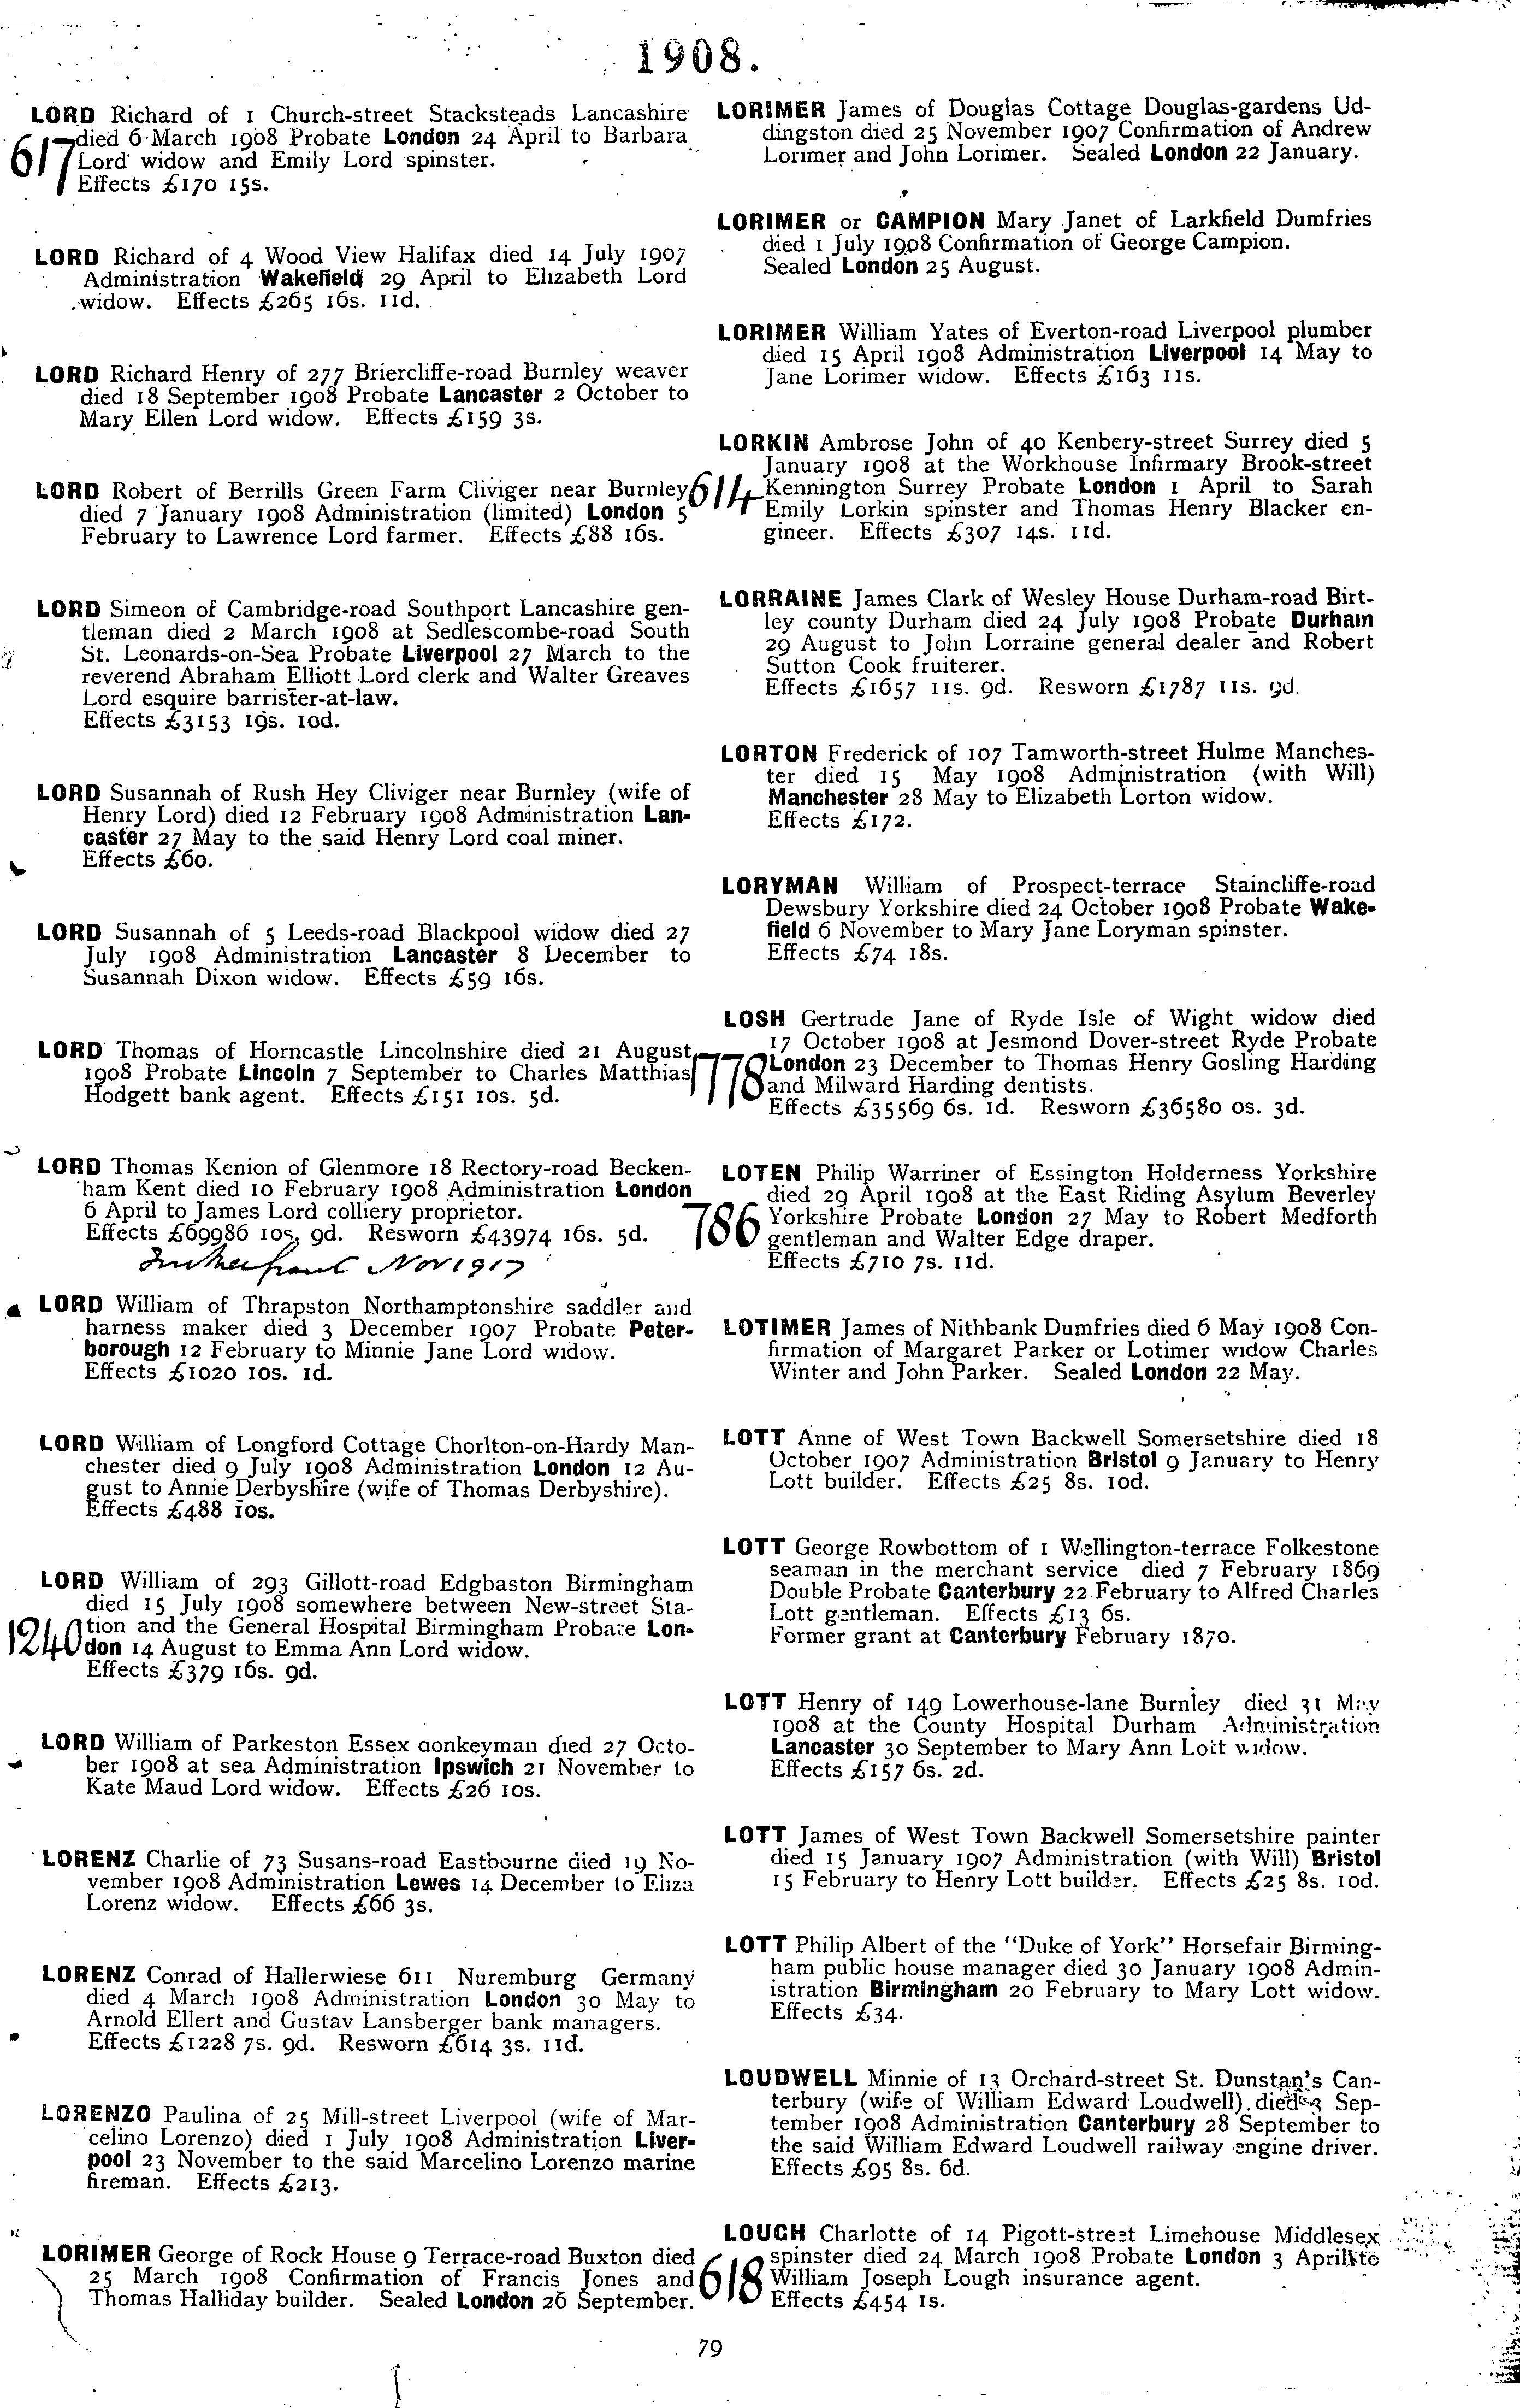 1908.
LORD Richard of 1 Church-street Stacksteads Lancashire
died 6 March 1908 Probate London 24 April to Barbara
Lord widow and Emily Lord spinster.
Effects £170 15s.
617
LORD Richard of 4 Wood View Halifax died 14 July 1907
Administration Wakefield 29 April to Elizabeth Lord
widow. Effects £265 16s. 11d.
LORD Richard Henry of 277 Briercliffe-road Burnley weaver
died 18 September 1908 Probate Lancaster 2 October to
Mary Ellen Lord widow. Effects £159 3s.
LORD Robert of Berrills Green Farm Cliviger near Burnley
died 7 January 1908 Administration (limited) London 5
February to Lawrence Lord farmer. Effects £88 16s.
LORD Simeon of Cambridge-road Southport Lancashire gen-
tleman died 2 March 1908 at Sedlescombe-road South
St. Leonards-on-Sea Probate Liverpool 27 March to the
reverend Abraham Elliott Lord clerk and Walter Greaves
Lord esquire barrister-at-law.
Effects £3153 19s. 10d.
LORD Susannah of Rush Hey Cliviger near Burnley (wife of
Henry Lord) died 12 February 1908 Administration Lan-
caster 27 May to the said Henry Lord coal miner.
Effects £60.
LORD Susannah of 5 Leeds-road Blackpool widow died 27
July 1908 Administration Lancaster 8 December to
Susannah Dixon widow. Effects £59 16s.
LORD Thomas of Horncastle Lincolnshire died 21 August
1908 Probate Lincoln 7 September to Charles Matthias
Hodgett bank agent. Effects £151 10s. 5d.
LORD Thomas Kenion of Glenmore 18 Rectory-road Becken-
ham Kent died 10 February 1908 Administration London
6 April to James Lord colliery proprietor.
Effects £69986 10s. 9d. Resworn £43974 16s. 5d.
Further grant Nov 1917
LORD William of Thrapston Northamptonshire saddler and
harness maker died 3 December 1907 Probate Peter-
borough 12 February to Minnie Jane Lord widow.
Effects £1020 10s. 1d.
LORD William of Longford Cottage Chorlton-on-Hardy Man-
chester died 9 July 1908 Administration London 12 Au-
gust to Annie Derbyshire (wife of Thomas Derbyshire).
Effects £488 10s.
LORD William of 293 Gillott-road Edgbaston Birmingham
died 15 July 1908 somewhere between New-street Sta-
tion and the General Hospital Birmingham Probate Lon-
don 14 August to Emma Ann Lord widow.
Effects £379 16s. 9d.
1240
LORD William of Parkeston Essex donkeyman died 27 Octo-
ber 1908 at sea Administration Ipswich 21 November to
Kate Maud Lord widow. Effects £26 10s.
LORENZ Charlie of 73 Susans-road Eastbourne died 19 No-
vember 1908 Administration Lewes 14 December to Eliza
Lorenz widow. Effects £66 3s.
LORENZ Conrad of Hallerwiese 611 Nuremburg Germany
died 4 March 1908 Administration London 30 May to
Arnold Ellert and Gustav Lansberger bank managers.
Effects £1228 7s. 9d. Resworn £614 3s. 11d.
LORENZO Paulina of 25 Mill-street Liverpool (wife of Mar-
celino Lorenzo) died 1 July 1908 Administration Liver-
pool 23 November to the said Marcelino Lorenzo marine
fireman. Effects £213.
LORIMER George of Rock House 9 Terrace-road Buxton died
25 March 1908 Confirmation of Francis Jones and
Thomas Halliday builder. Sealed London 26 September.
LORIMER James of Douglas Cottage Douglas-gardens Ud-
dingston died 25 November 1907 Confirmation of Andrew
Lorimer and John Lorimer. Sealed London 22 January.
LORIMER or CAMPION Mary Janet of Larkfield Dumfries
died 1 July 1908 Confirmation of George Campion.
Sealed London 25 August.
LORIMER William Yates of Everton-road Liverpool plumber
died 15 April 1908 Administration Liverpool 14 May to
Jane Lorimer widow. Effects £163 11s.
LORKIN Ambrose John of 40 Kenbery-street Surrey died 5
January 1908 at the Workhouse Infirmary Brook-street
Kennington Surrey Probate London 1 April to Sarah
Emily Lorkin spinster and Thomas Henry Blacker en-
gineer. Effects £307 14s. 11d.
614
LORRAINE James Clark of Wesley House Durham-road Birt-
ley county Durham died 24 July 1908 Probate Durham
29 August to John Lorraine general dealer and Robert
Sutton Cook fruiterer.
Effects £1657 11s. 9d. Resworn £1787 11s. 9d.
LORTON Frederick of 107 Tamworth-street Hulme Manches-
ter died 15 May 1908 Administration (with Will)
Manchester 28 May to Elizabeth Lorton widow.
Effects £172.
LORYMAN William of Prospect-terrace Staincliffe-road
Dewsbury Yorkshire died 24 October 1908 Probate Wake-
field 6 November to Mary Jane Loryman spinster.
Effects £74 18s.
LOSH Gertrude Jane of Ryde Isle of Wight widow died
17 October 1908 at Jesmond Dover-street Ryde Probate
London 23 December to Thomas Henry Gosling Harding
and Milward Harding dentists.
Effects £35569 6s. 1d. Resworn £36580 0s. 3d.
1778
LOTEN Philip Warriner of Essington Holderness Yorkshire
died 29 April 1908 at the East Riding Asylum Beverley
Yorkshire Probate London 27 May to Robert Medforth
gentleman and Walter Edge draper.
Effects £710 7s. 11d.
786
LOTIMER James of Nithbank Dumfries died 6 May 1908 Con-
firmation of Margaret Parker or Lotimer widow Charles
Winter and John Parker. Sealed London 22 May.
LOTT Anne of West Town Backwell Somersetshire died 18
October 1907 Administration Bristol 9 January to Henry
Lott builder. Effects £25 8s. 10d.
LOTT George Rowbottom of 1 Wellington-terrace Folkestone
seaman in the merchant service died 7 February 1869
Double Probate Canterbury 22 February to Alfred Charles
Lott gentleman. Effects £13 6s.
Former grant at Canterbury February 1870.
LOTT Henry of 149 Lowerhouse-lane Burnley died 31 May
1908 at the County Hospital Durham Administration
Lancaster 30 September to Mary Ann Lott widow.
Effects £157 6s. 2d.
LOTT James of West Town Backwell Somersetshire painter
died 15 January 1907 Administration (with Will) Bristol
15 February to Henry Lott builder. Effects £25 8s. 10d.
LOTT Philip Albert of the "Duke of York" Horsefair Birming-
ham public house manager died 30 January 1908 Admin-
istration Birmingham 20 February to Mary Lott widow.
Effects £34.
LOUDWELL Minnie of 13 Orchard-street St. Dunstan's Can-
terbury (wife of William Edward Loudwell) died 3 Sep-
tember 1908 Administration Canterbury 28 September to
the said William Edward Loudwell railway engine driver.
Effects £95 8s. 6d.
LOUGH Charlotte of 14 Pigott-street Limehouse Middlesex
spinster died 24 March 1908 Probate London 3 April to
William Joseph Lough insurance agent.
Effects £454 1s.
618
79